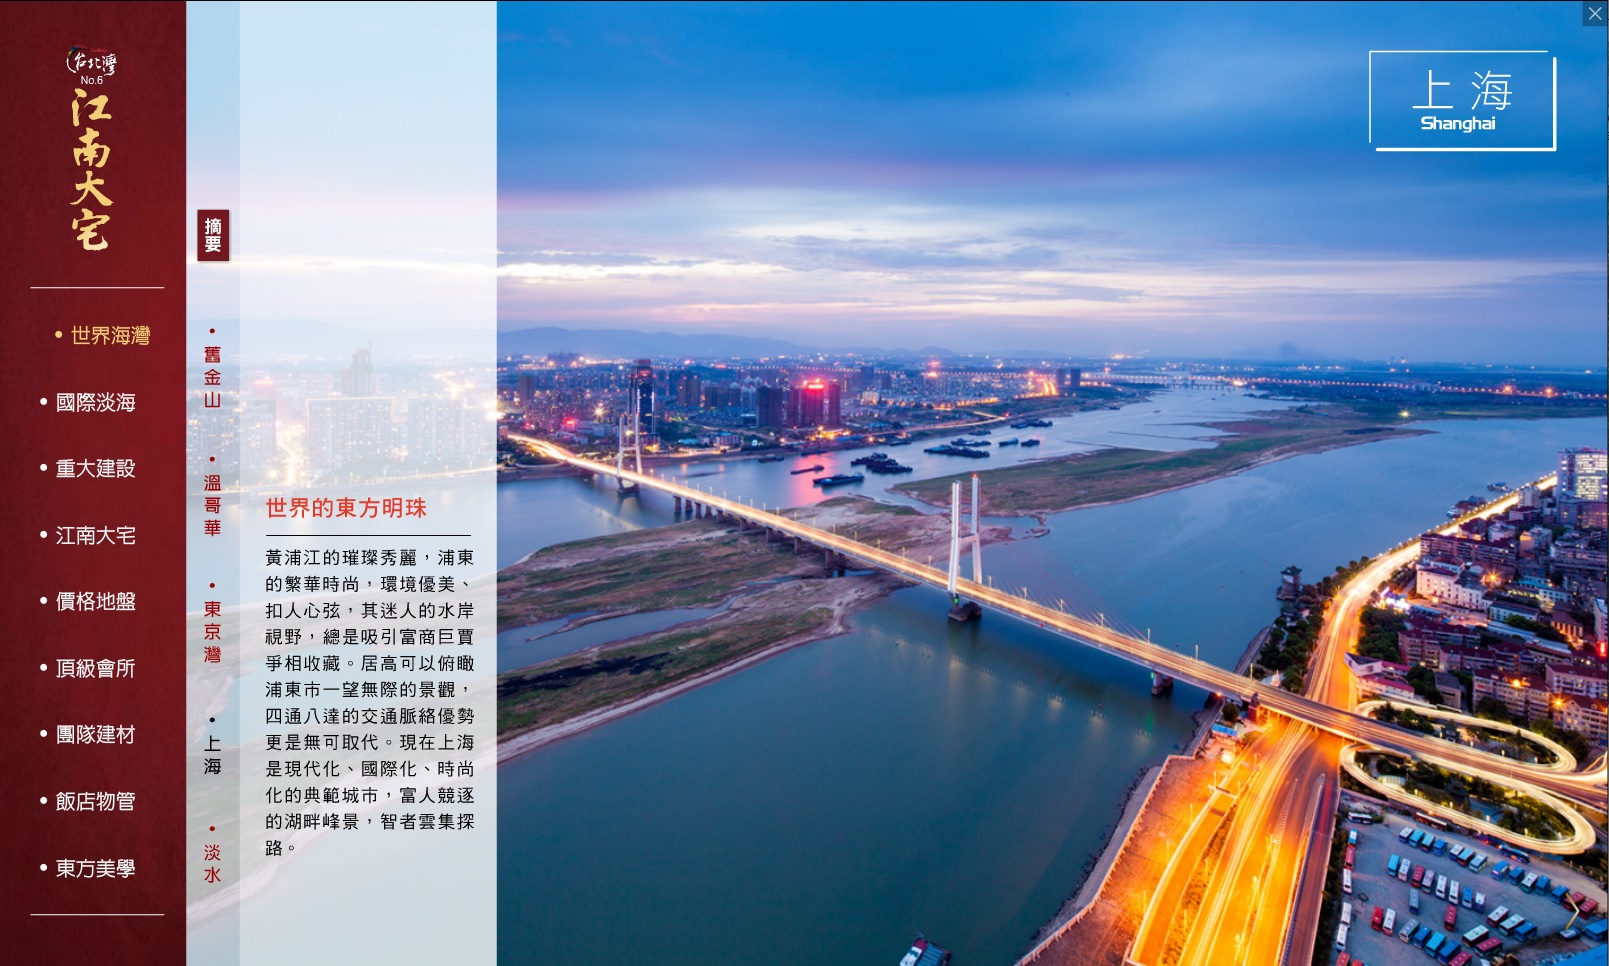 台北灣
No.6
江南大宅
• 世界海灣
• 國際淡海
• 重大建設
• 江南大宅
• 價格地盤
• 頂級會所
• 團隊建材
• 飯店物管
• 東方美學
摘要
• 舊金山
• 溫哥華
• 東京灣
• 上海
• 淡水
世界的東方明珠
黃浦江的璀璨秀麗，浦東
的繁華時尚，環境優美、
扣人心弦，其迷人的水岸
視野，總是吸引富商巨賈
爭相收藏。居高可以俯瞰
浦東市一望無際的景觀，
四通八達的交通脈絡優勢
更是無可取代。現在上海
是現代化、國際化、時尚
化的典範城市，富人競逐
的湖畔峰景，智者雲集探
路。
上海
Shanghai